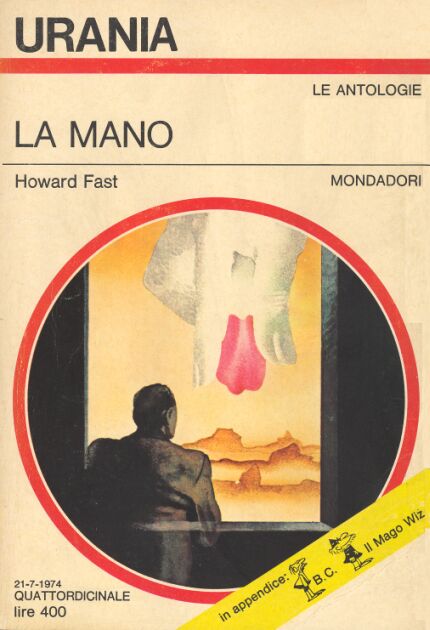 URANIA
LE ANTOLOGIE
LA MANO
Howard Fast
MONDADORI
21-7-1974
QUATTORDICINALE
lire 400
in appendice:
B.C.
Il Mago Wiz